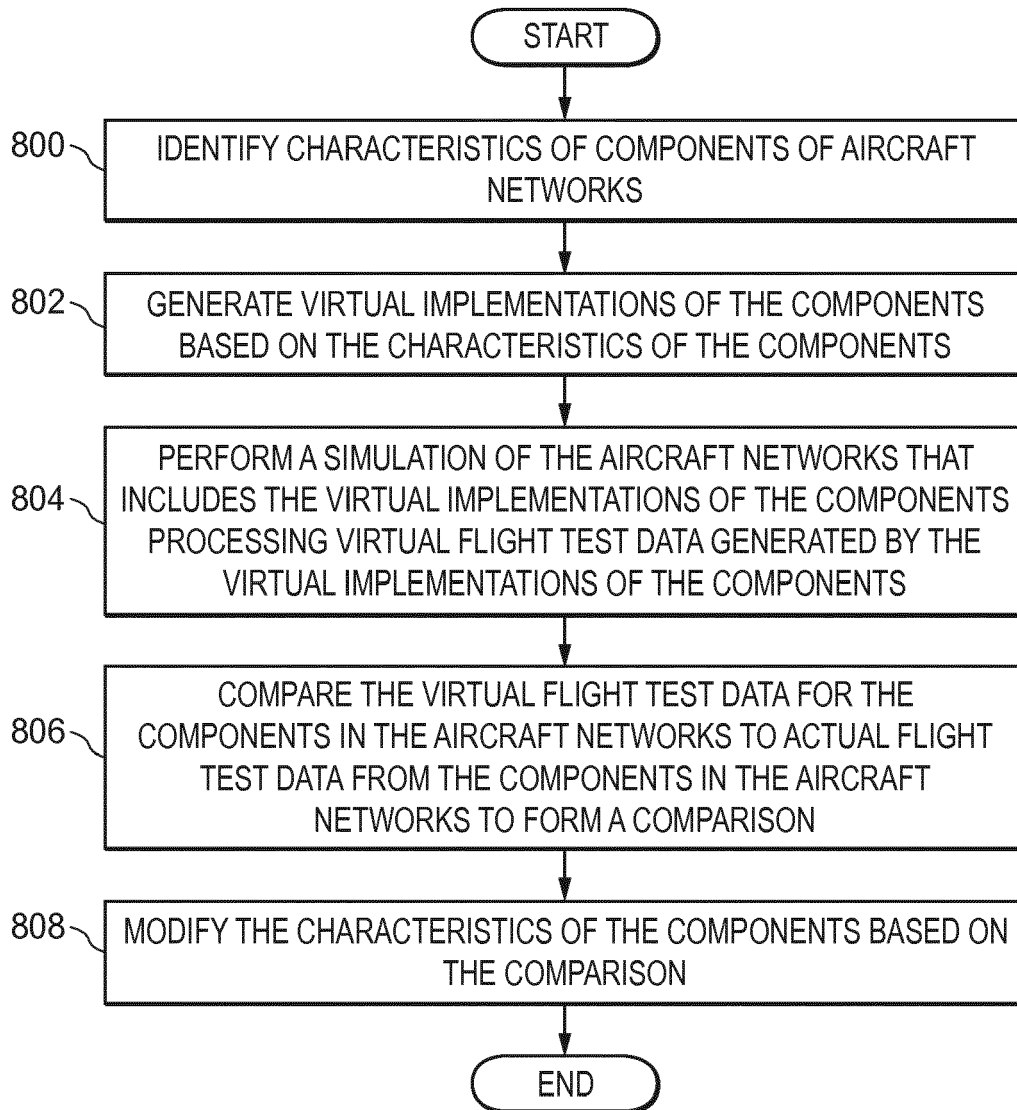 START
800
IDENTIFY CHARACTERISTICS OF COMPONENTS OF AIRCRAFT
NETWORKS
802
GENERATE VIRTUAL IMPLEMENTATIONS OF THE COMPONENTS
BASED ON THE CHARACTERISTICS OF THE COMPONENTS
804
PERFORM A SIMULATION OF THE AIRCRAFT NETWORKS THAT
INCLUDES THE VIRTUAL IMPLEMENTATIONS OF THE COMPONENTS
PROCESSING VIRTUAL FLIGHT TEST DATA GENERATED BY THE
VIRTUAL IMPLEMENTATIONS OF THE COMPONENTS
806
COMPARE THE VIRTUAL FLIGHT TEST DATA FOR THE
COMPONENTS IN THE AIRCRAFT NETWORKS TO ACTUAL FLIGHT
TEST DATA FROM THE COMPONENTS IN THE AIRCRAFT
NETWORKS TO FORM A COMPARISON
808
MODIFY THE CHARACTERISTICS OF THE COMPONENTS BASED ON
THE COMPARISON
END